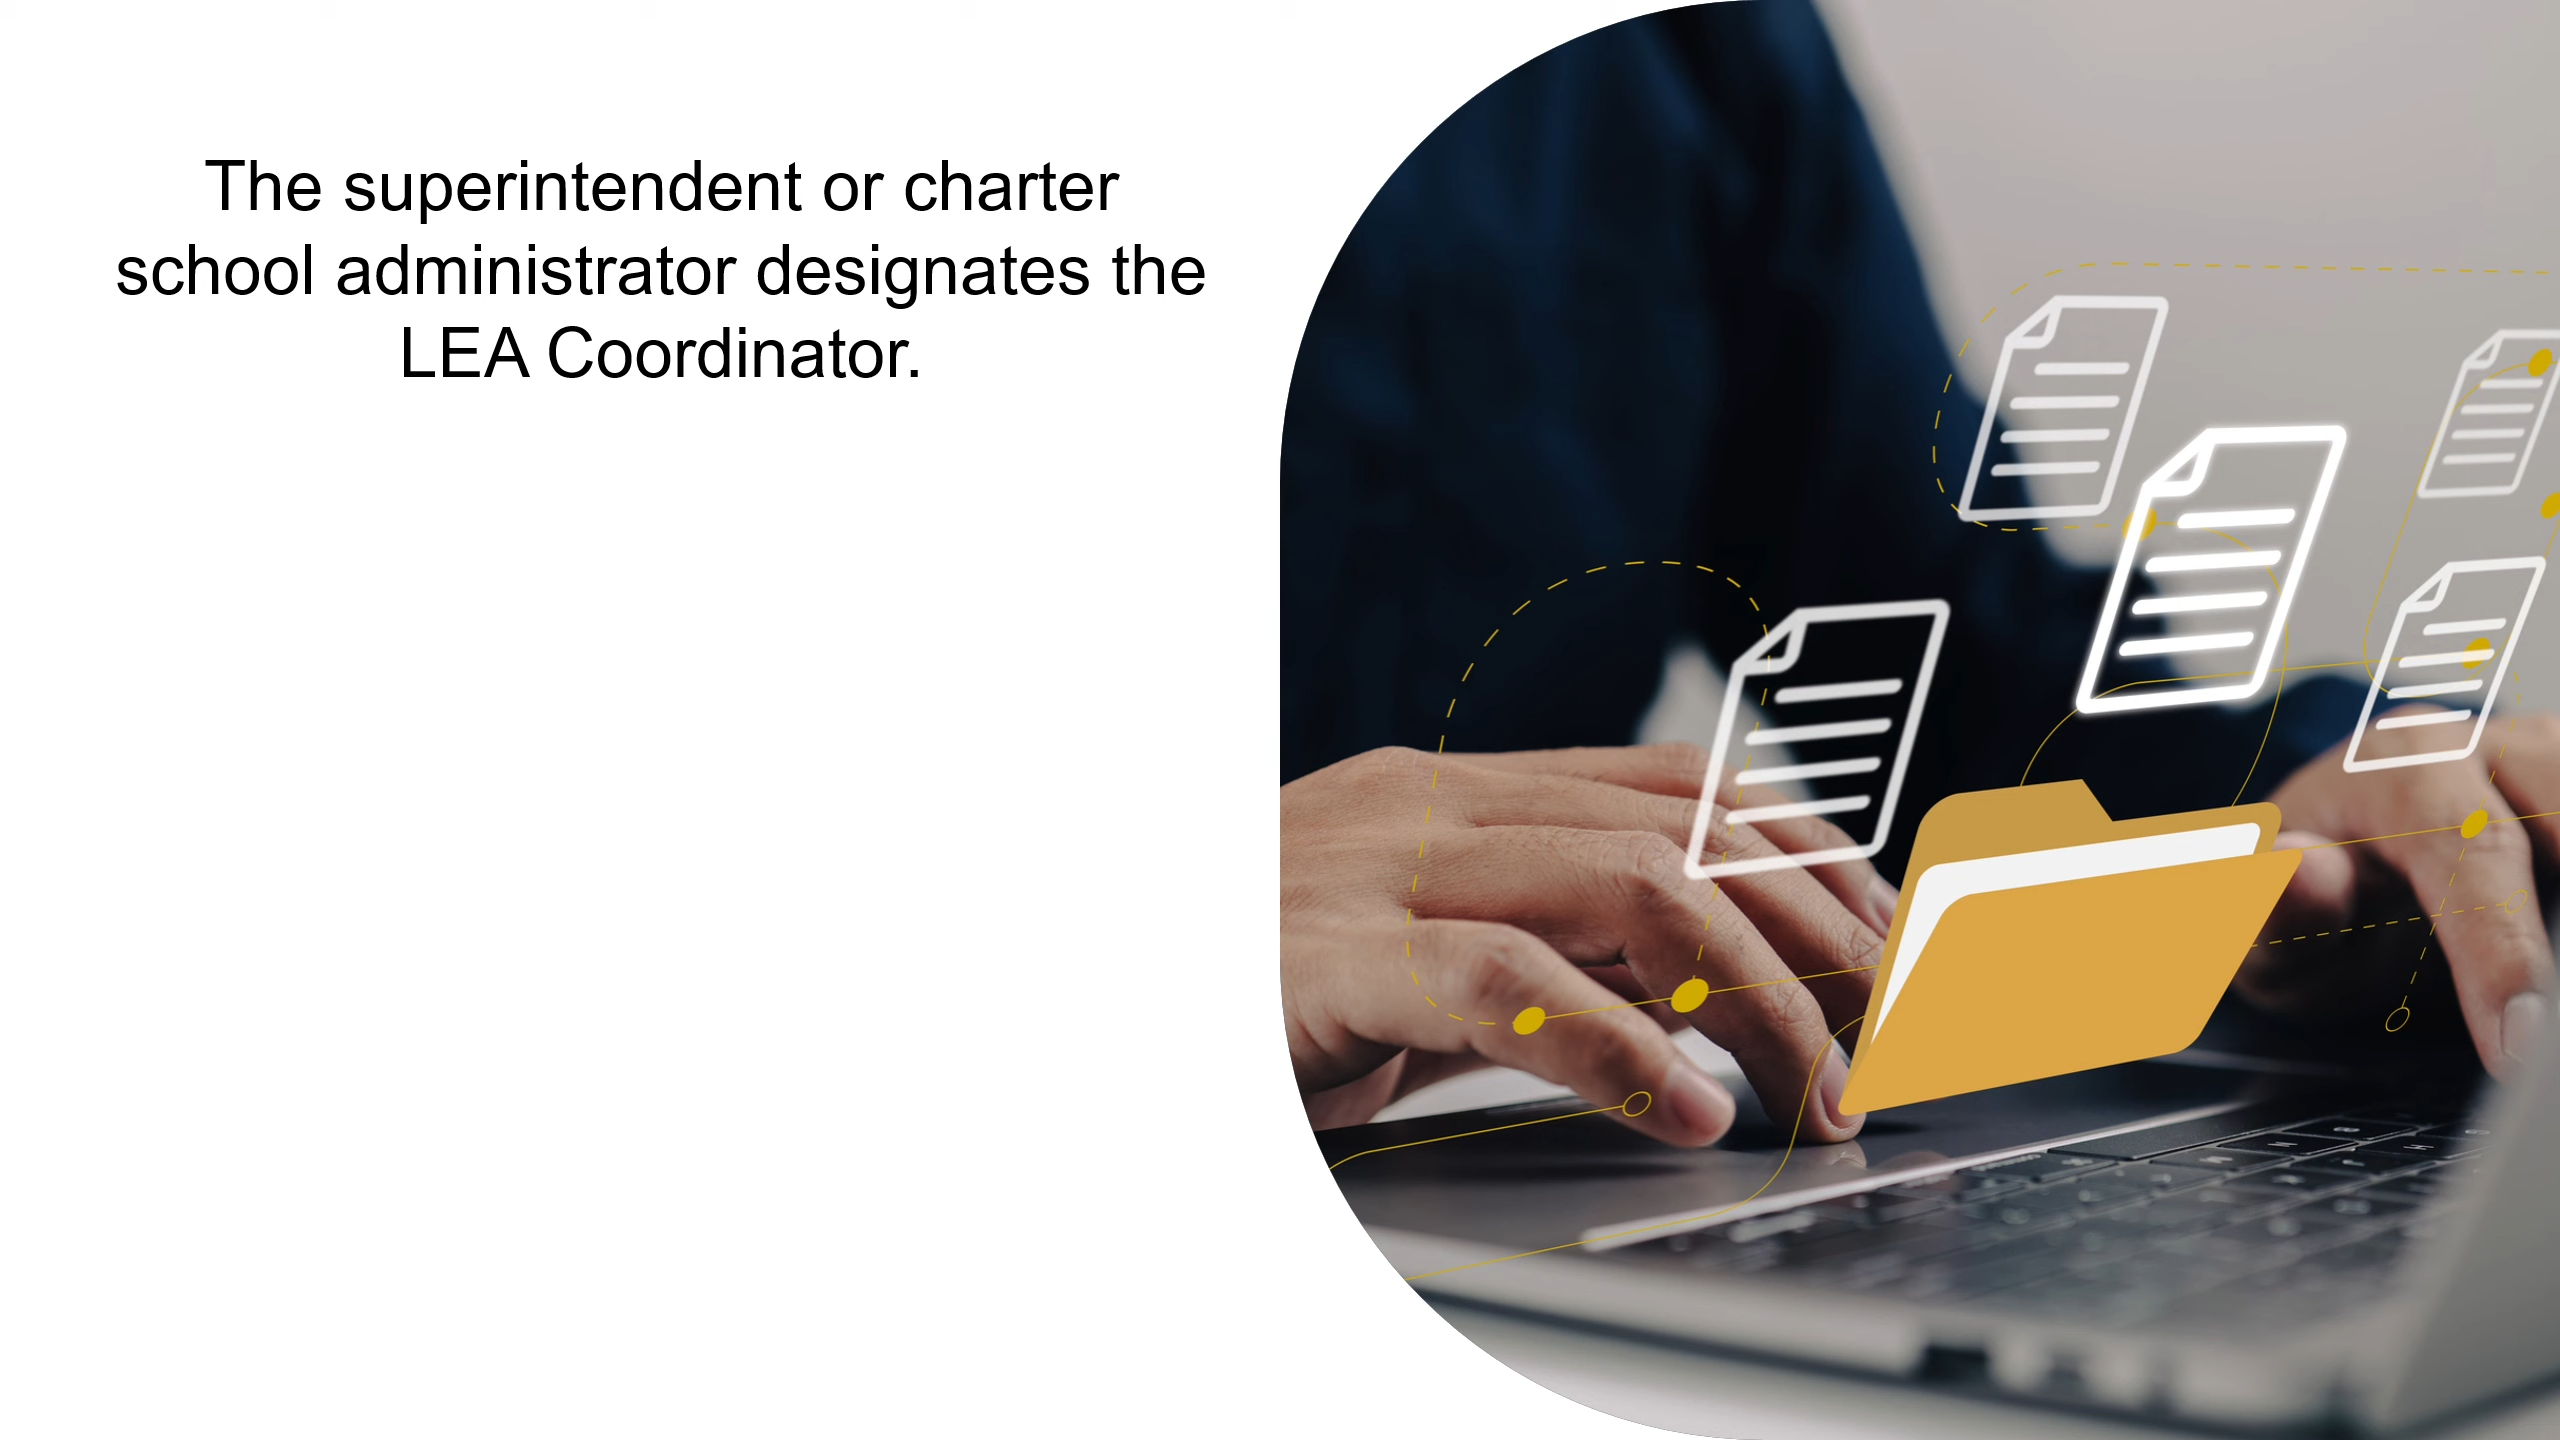 The superintendent or charter
school administrator designates the
LEA Coordinator.